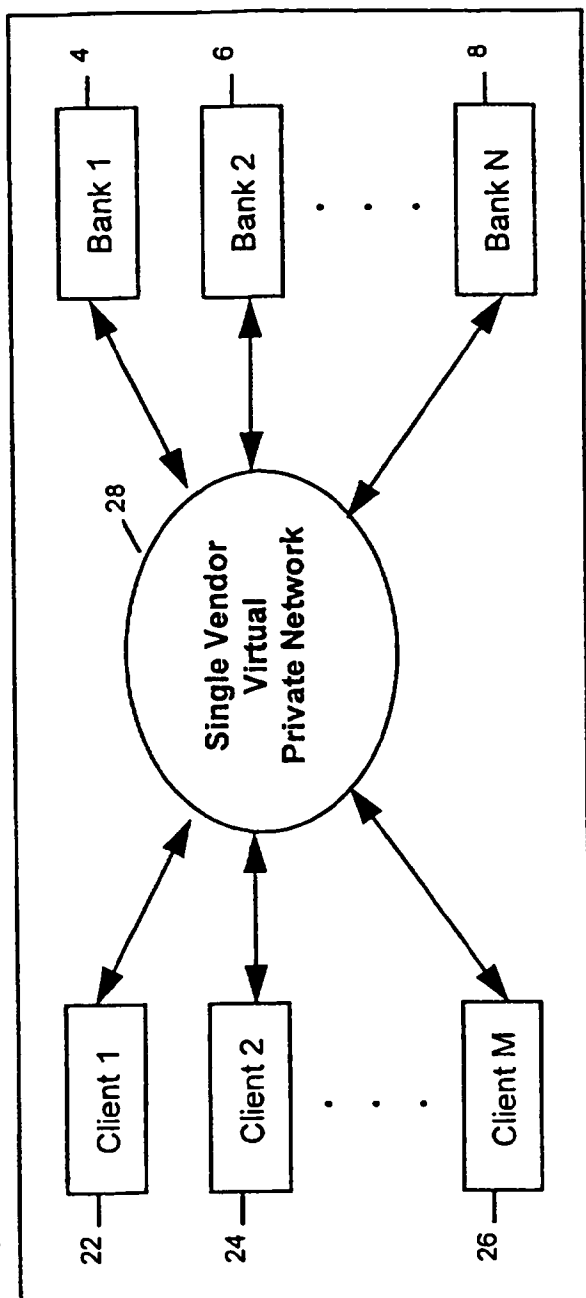 22
Client 1
24
Client 2
. . .
26
Client M
28
Single Vendor
Virtual
Private Network
Bank 1
4
Bank 2
6
. . .
Bank N
8